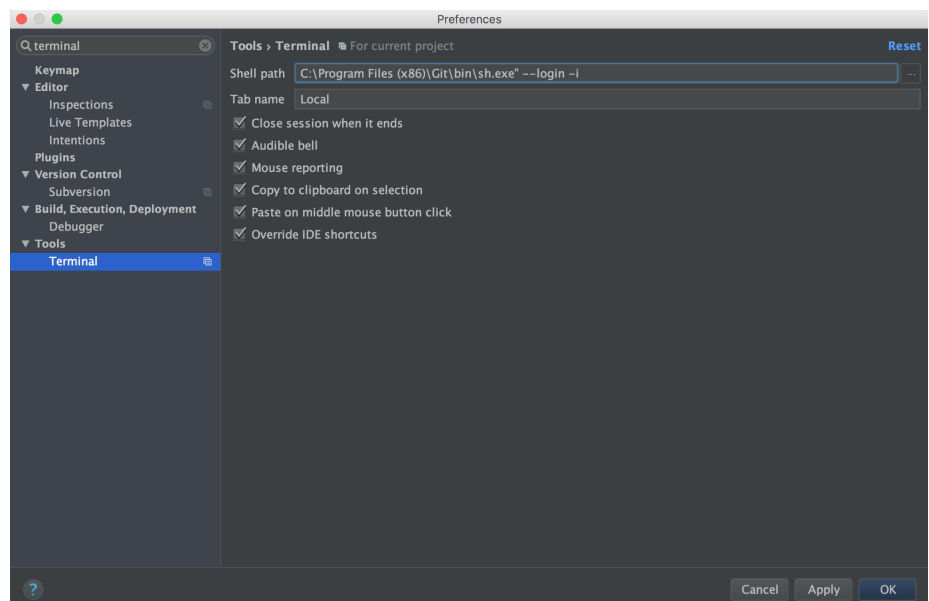 Preferences
terminal
Keymap
Editor
Inspections
Live Templates
Intentions
Plugins
Version Control
Subversion
Build, Execution, Deployment
Debugger
Tools
Terminal
Tools › Terminal For current project
Reset
Shell path C:\Program Files (x86)\Git\bin\sh.exe" --login -i ...
Tab name Local
Close session when it ends
Audible bell
Mouse reporting
Copy to clipboard on selection
Paste on middle mouse button click
Override IDE shortcuts
?
Cancel Apply OK